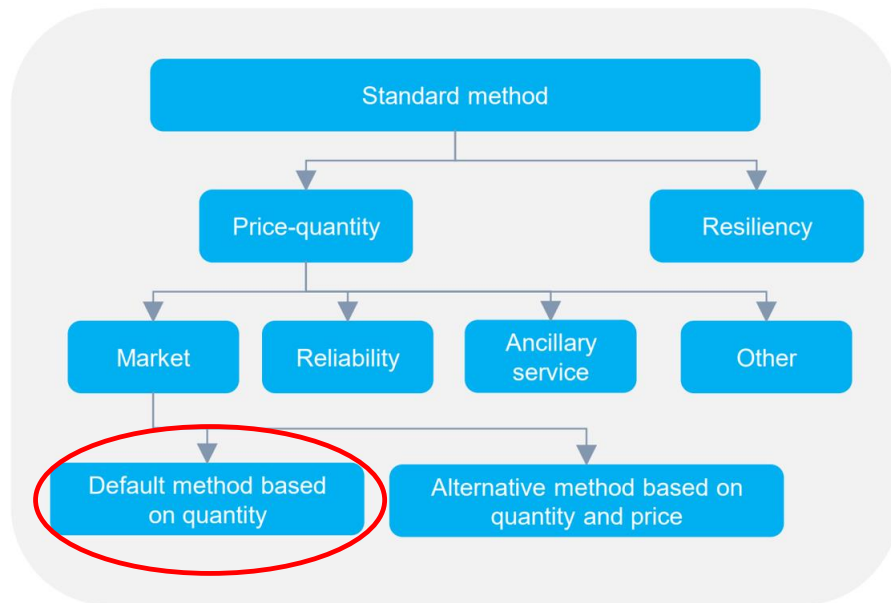 Standard method
Price-quantity
Resiliency
Market
Reliability
Ancillary
service
Other
Default method based
on quantity
Alternative method based on
quantity and price